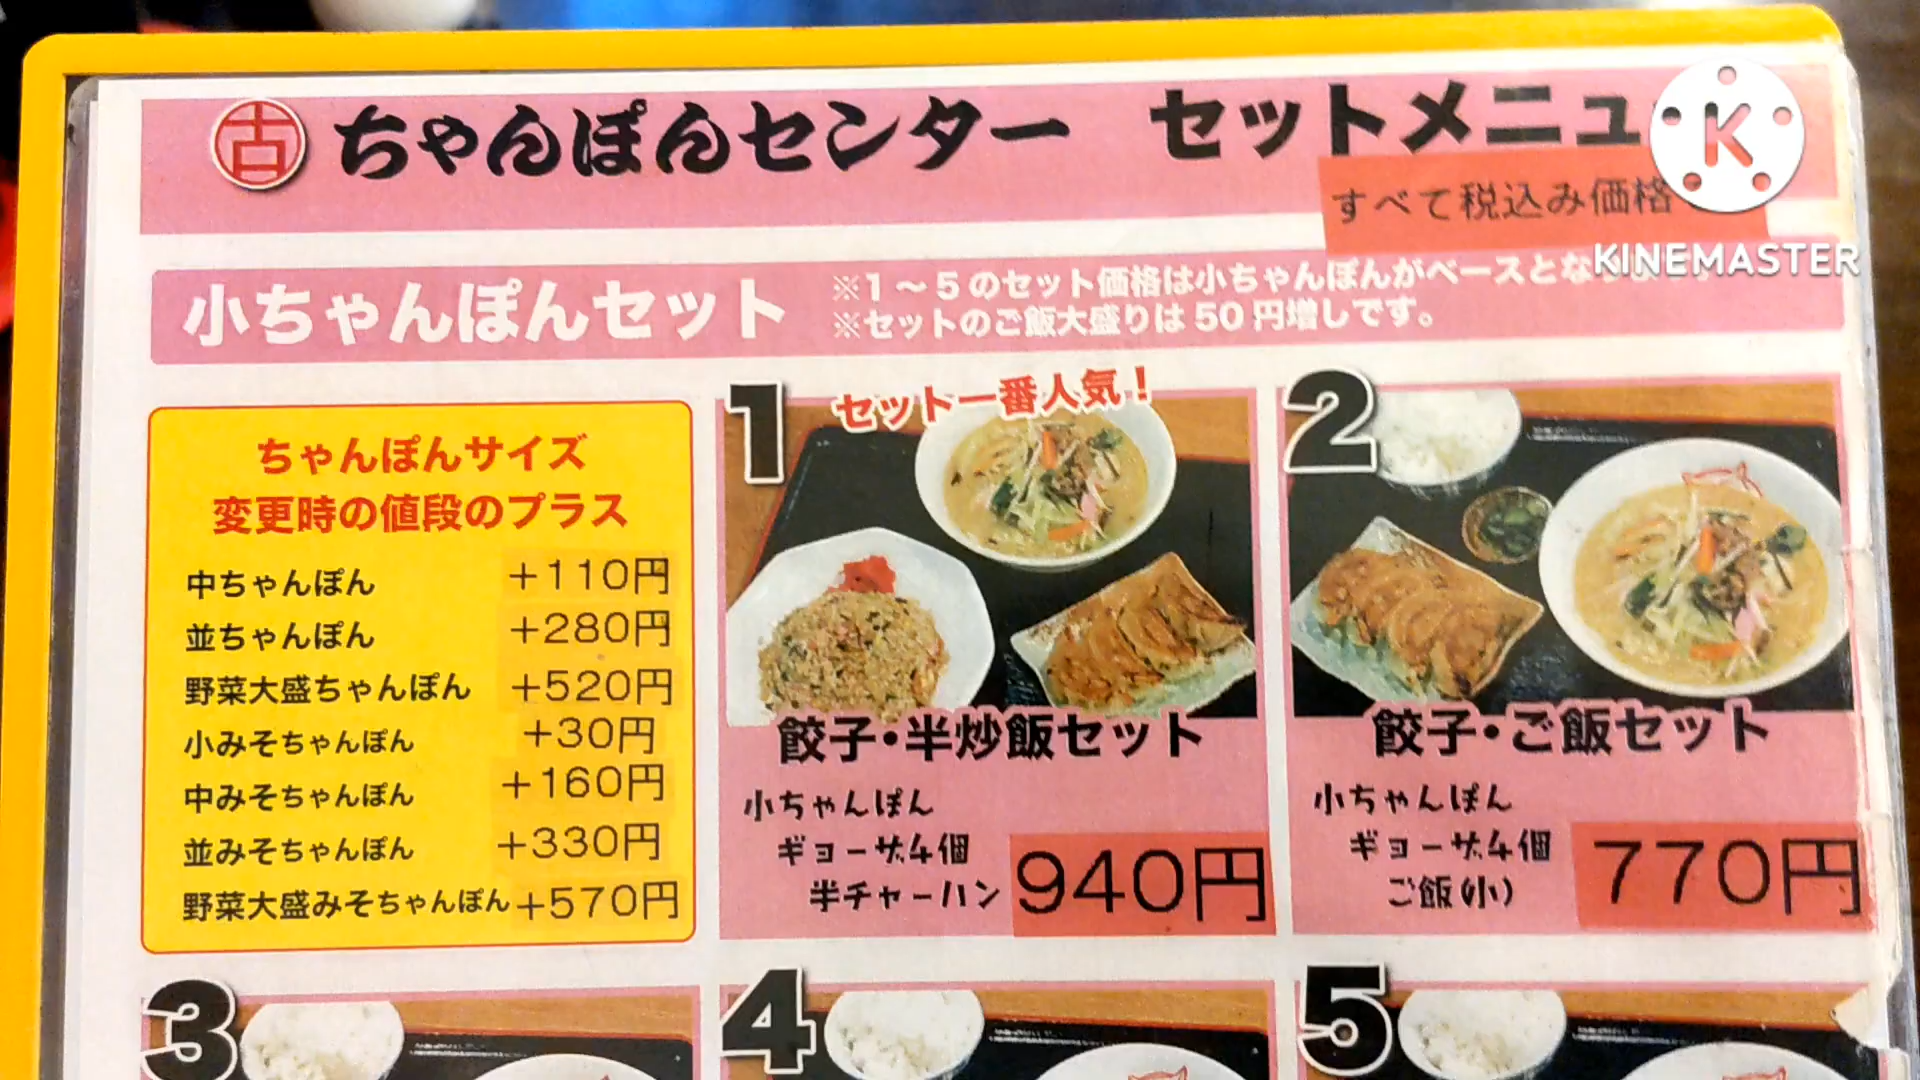 古 ちゃんぽんセンター セットメニュ
すべて税込み価格
K
KINEMASTER
小ちゃんぽんセット
※1〜5のセット価格は小ちゃんぽんがベースとな
※セットのご飯大盛りは50円増しです。
ちゃんぽんサイズ
変更時の値段のプラス
中ちゃんぽん +110円
並ちゃんぽん +280円
野菜大盛ちゃんぽん +520円
小みそちゃんぽん +30円
中みそちゃんぽん +160円
並みそちゃんぽん +330円
野菜大盛みそちゃんぽん +570円
1
セット一番人気！
餃子・半炒飯セット
小ちゃんぽん
ギョーザ4個
半チャーハン
940円
2
餃子・ご飯セット
小ちゃんぽん
ギョーザ4個
ご飯(小)
770円
3
4
5